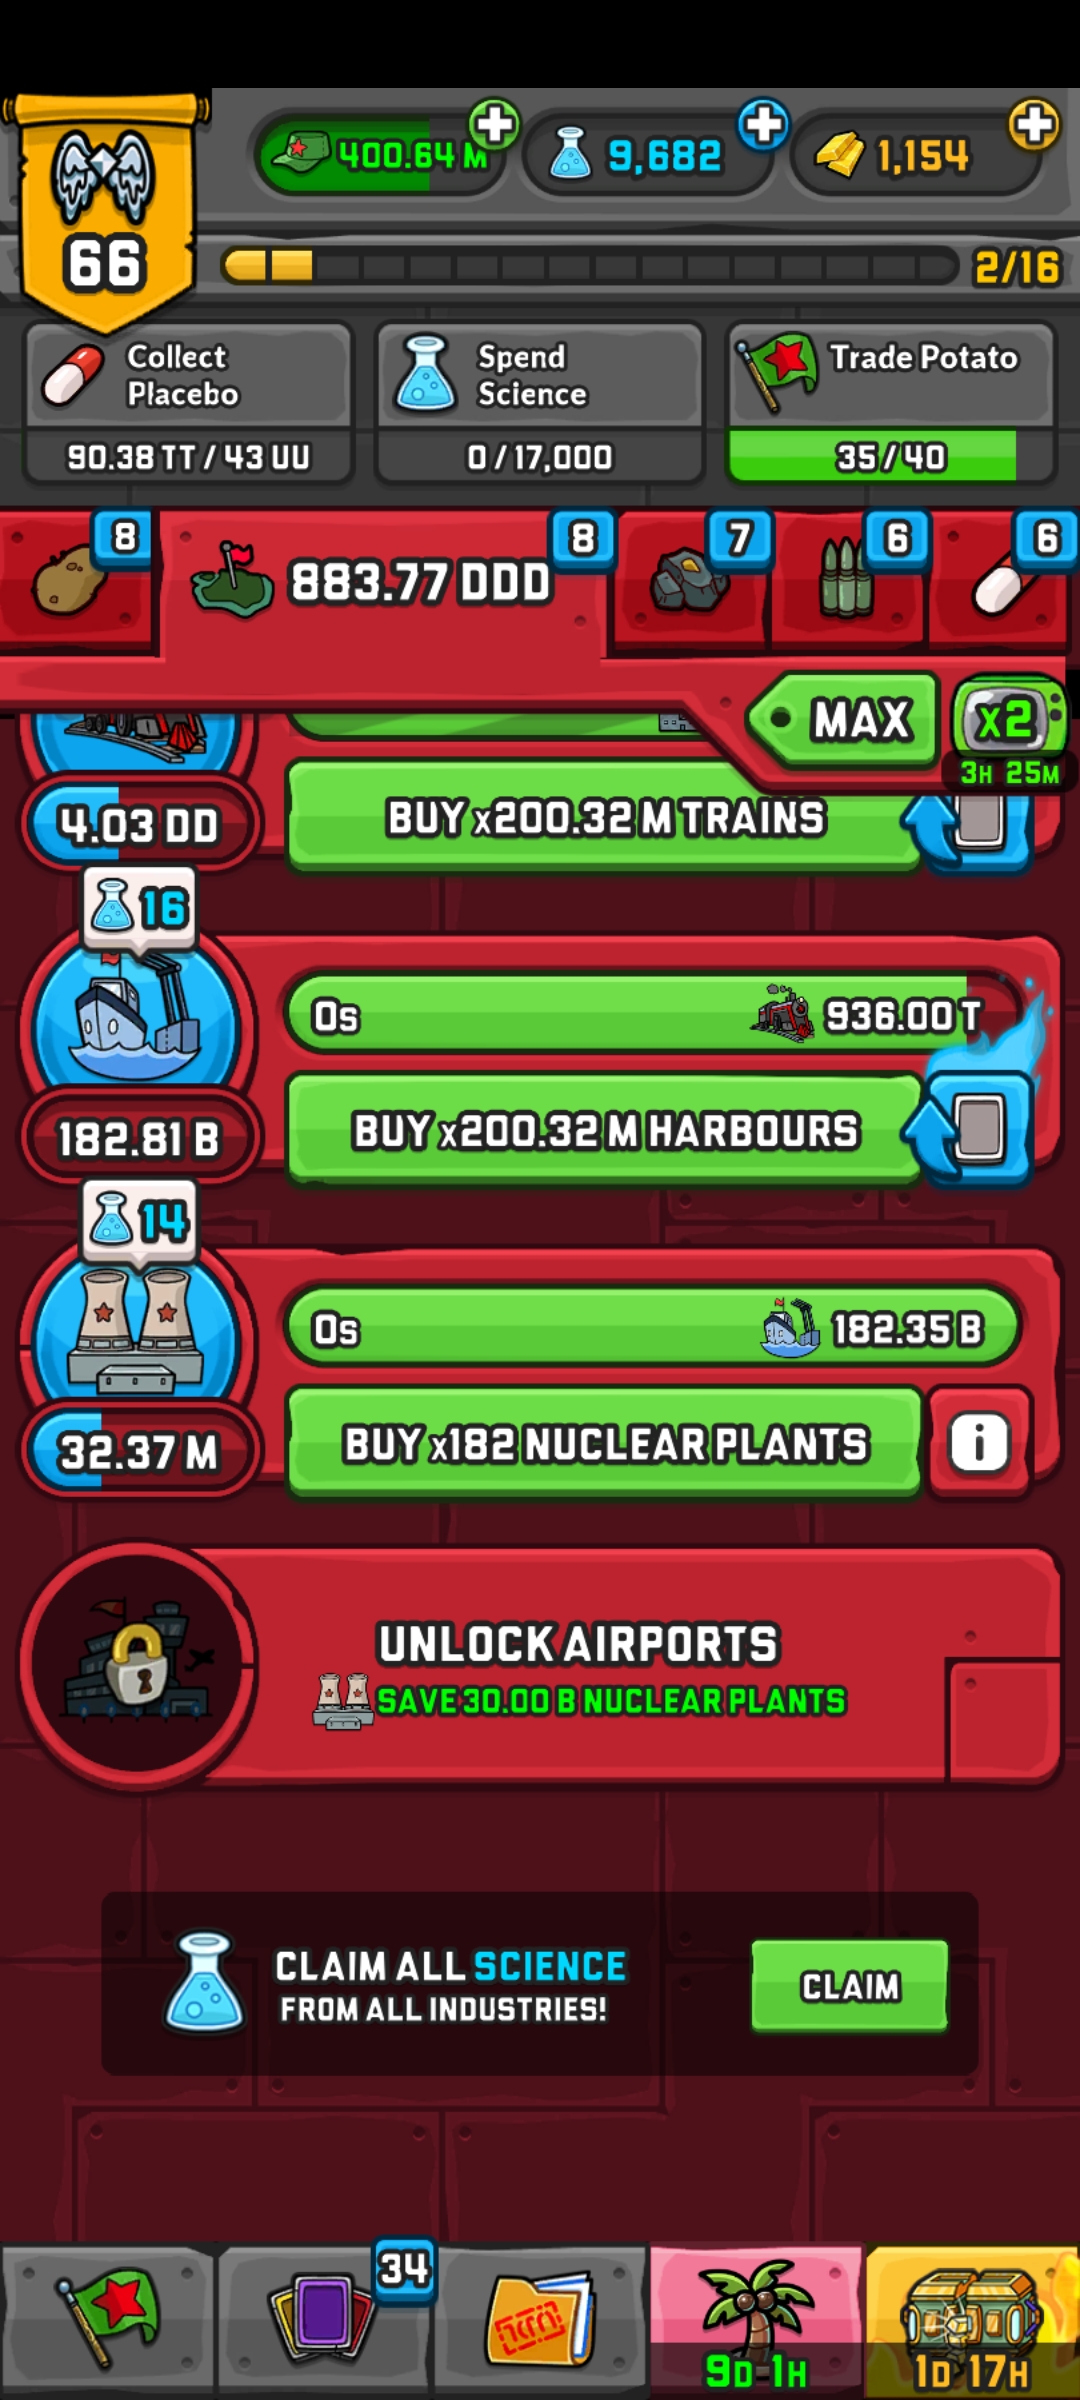 400.64 M
9,682
1,154
66
2/16
Collect
Placebo
90.38 TT / 43 UU
Spend
Science
0 / 17,000
Trade Potato
35 / 40
8
883.77 DDD
8
7
6
6
MAX
x2
3H 25M
4.03 DD
BUY x200.32 M TRAINS
16
0s
936.00 T
182.81 B
BUY x200.32 M HARBOURS
14
0s
182.35 B
32.37 M
BUY x182 NUCLEAR PLANTS
i
UNLOCK AIRPORTS
SAVE 30.00 B NUCLEAR PLANTS
CLAIM ALL SCIENCE
FROM ALL INDUSTRIES!
CLAIM
34
9D 1H
1D 17H